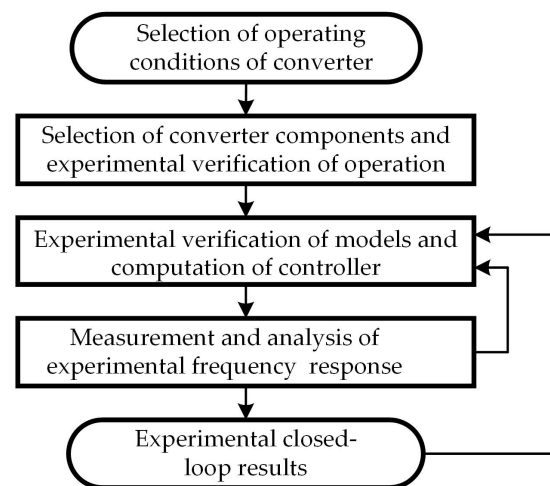 Selection of operating
conditions of converter
Selection of converter components and
experimental verification of operation
Experimental verification of models and
computation of controller
Measurement and analysis of
experimental frequency response
Experimental closed-
loop results